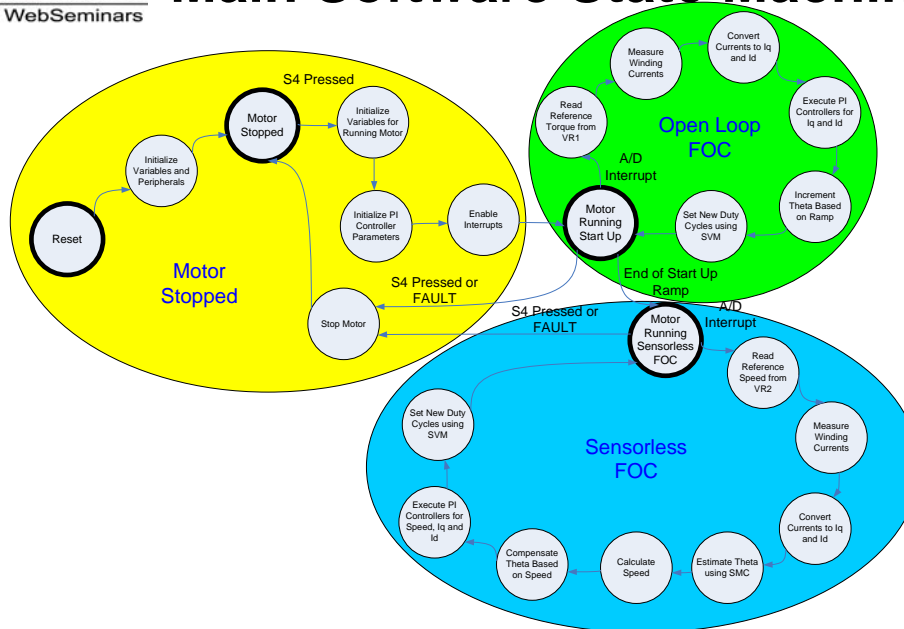 WebSeminars
Main Software State Machin
S4 Pressed
Motor
Stopped
Initialize
Variables for
Running Motor
Initialize
Variables and
Peripherals
Reset
Initialize PI
Controller
Parameters
Enable
Interrupts
Motor
Stopped
Stop Motor
S4 Pressed or
FAULT
S4 Pressed or
FAULT
Measure
Winding
Currents
Convert
Currents to Iq
and Id
Read
Reference
Torque from
VR1
Execute PI
Controllers for
Iq and Id
Open Loop
FOC
A/D
Interrupt
Motor
Running
Start Up
Set New Duty
Cycles using
SVM
Increment
Theta Based
on Ramp
End of Start Up
Ramp
A/D
Interrupt
Motor
Running
Sensorless
FOC
Read
Reference
Speed from
VR2
Measure
Winding
Currents
Convert
Currents to Iq
and Id
Estimate Theta
using SMC
Calculate
Speed
Compensate
Theta Based
on Speed
Execute PI
Controllers for
Speed, Iq and
Id
Set New Duty
Cycles using
SVM
Sensorless
FOC